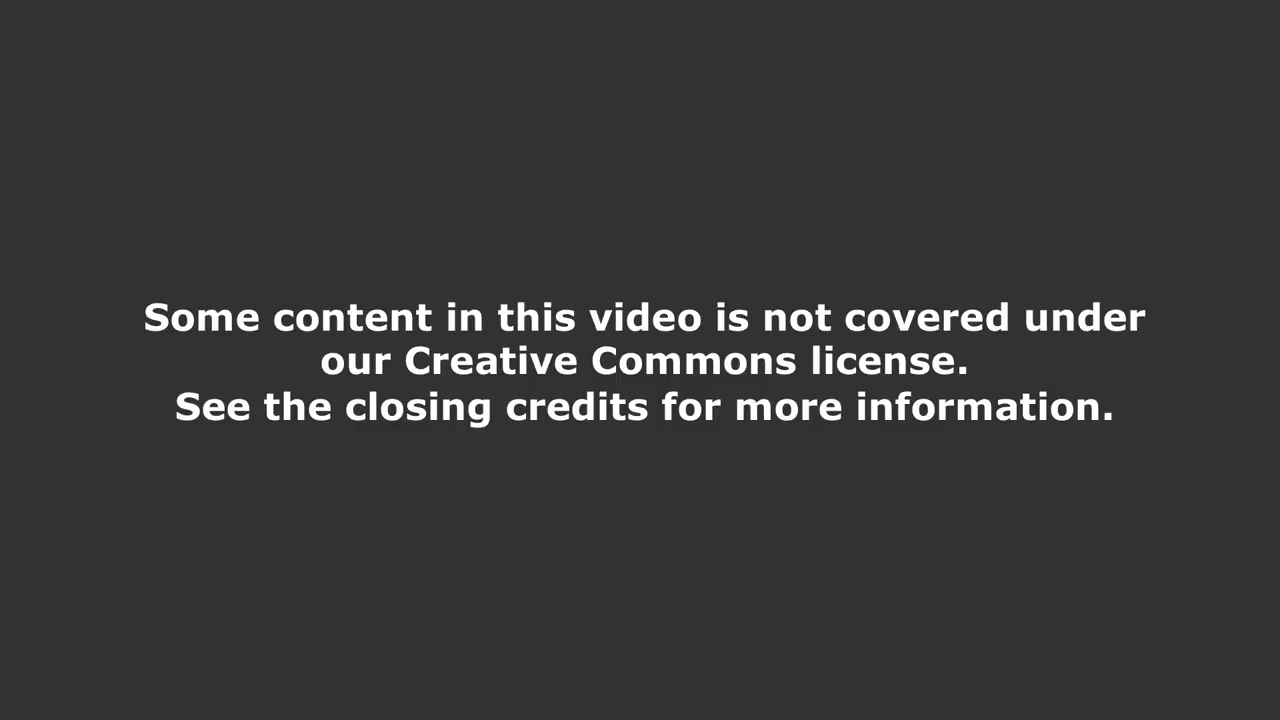 Some content in this video is not covered under
our Creative Commons license.
See the closing credits for more information.